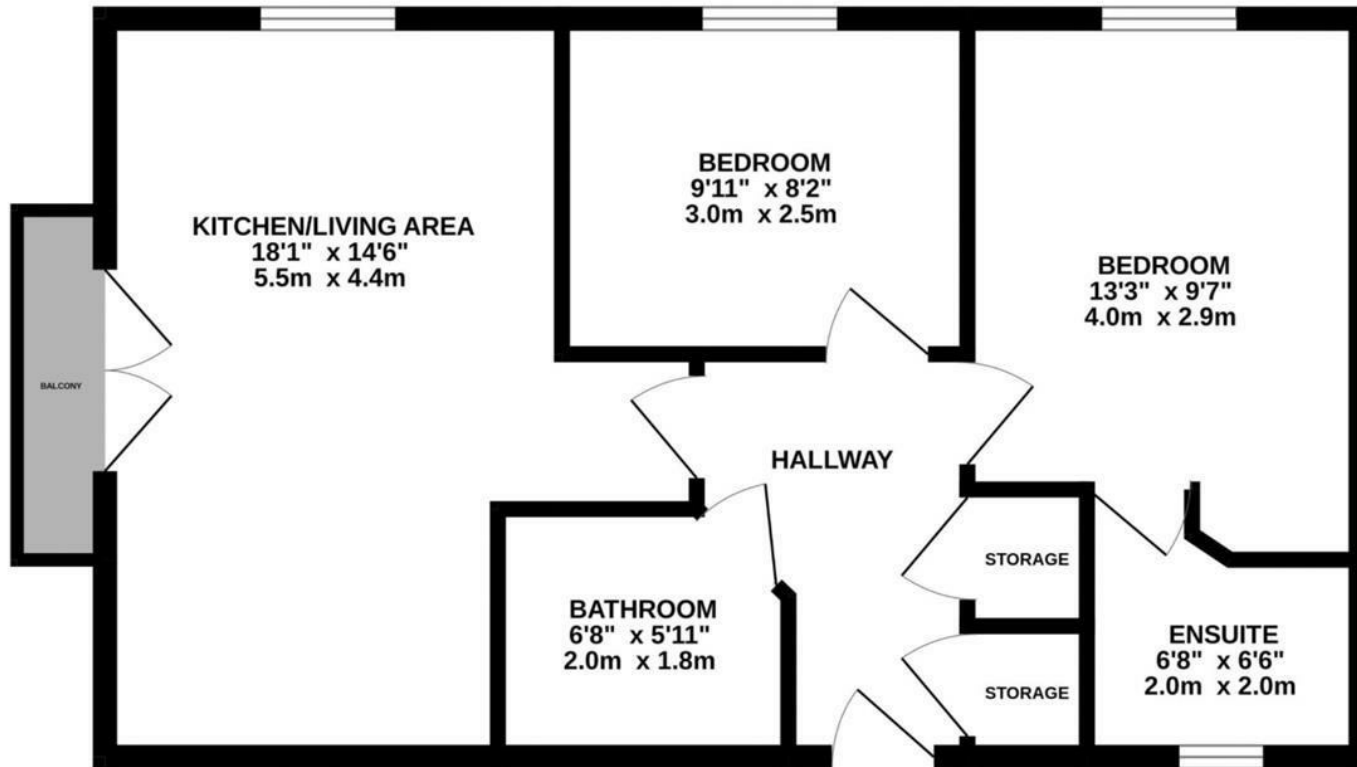 KITCHEN/LIVING AREA
18'1" x 14'6"
5.5m x 4.4m
BEDROOM
9'11" x 8'2"
3.0m x 2.5m
BEDROOM
13'3" x 9'7"
4.0m x 2.9m
BALCONY
HALLWAY
STORAGE
BATHROOM
6'8" x 5'11"
2.0m x 1.8m
ENSUITE
6'8" x 6'6"
2.0m x 2.0m
STORAGE